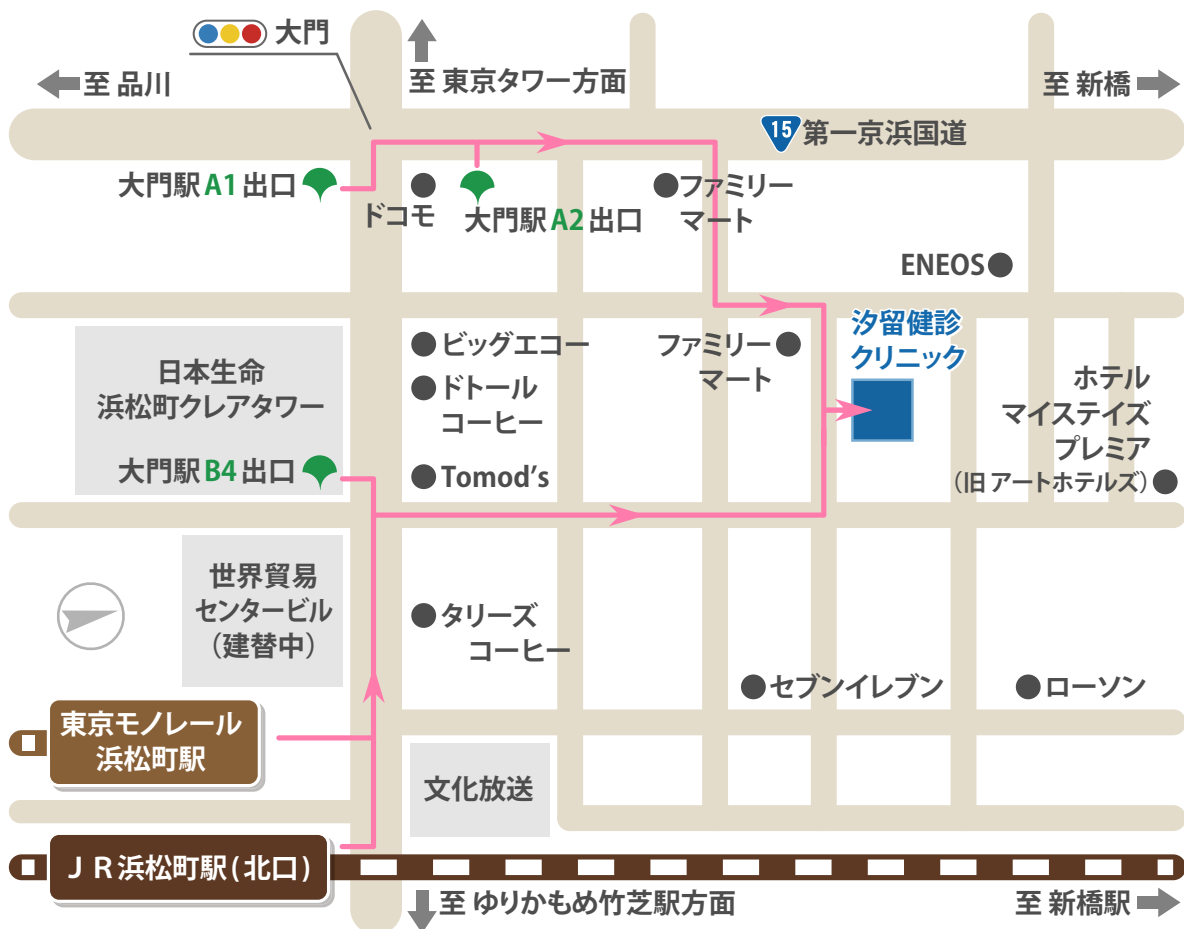 大門
至 品川
至 東京タワー方面
至 新橋
15 第一京浜国道
大門駅 A1 出口
ドコモ
大門駅 A2 出口
ファミリー
マート
ENEOS
汐留健診
クリニック
日本生命
浜松町クレアタワー
大門駅 B4 出口
ビッグエコー
ドトール
コーヒー
Tomod's
ファミリー
マート
ホテル
マイステイズ
プレミア
(旧 アートホテルズ)
世界貿易
センタービル
(建替中)
タリーズ
コーヒー
セブンイレブン
ローソン
東京モノレール
浜松町駅
文化放送
ＪＲ浜松町駅(北口)
至 ゆりかもめ竹芝駅方面
至 新橋駅